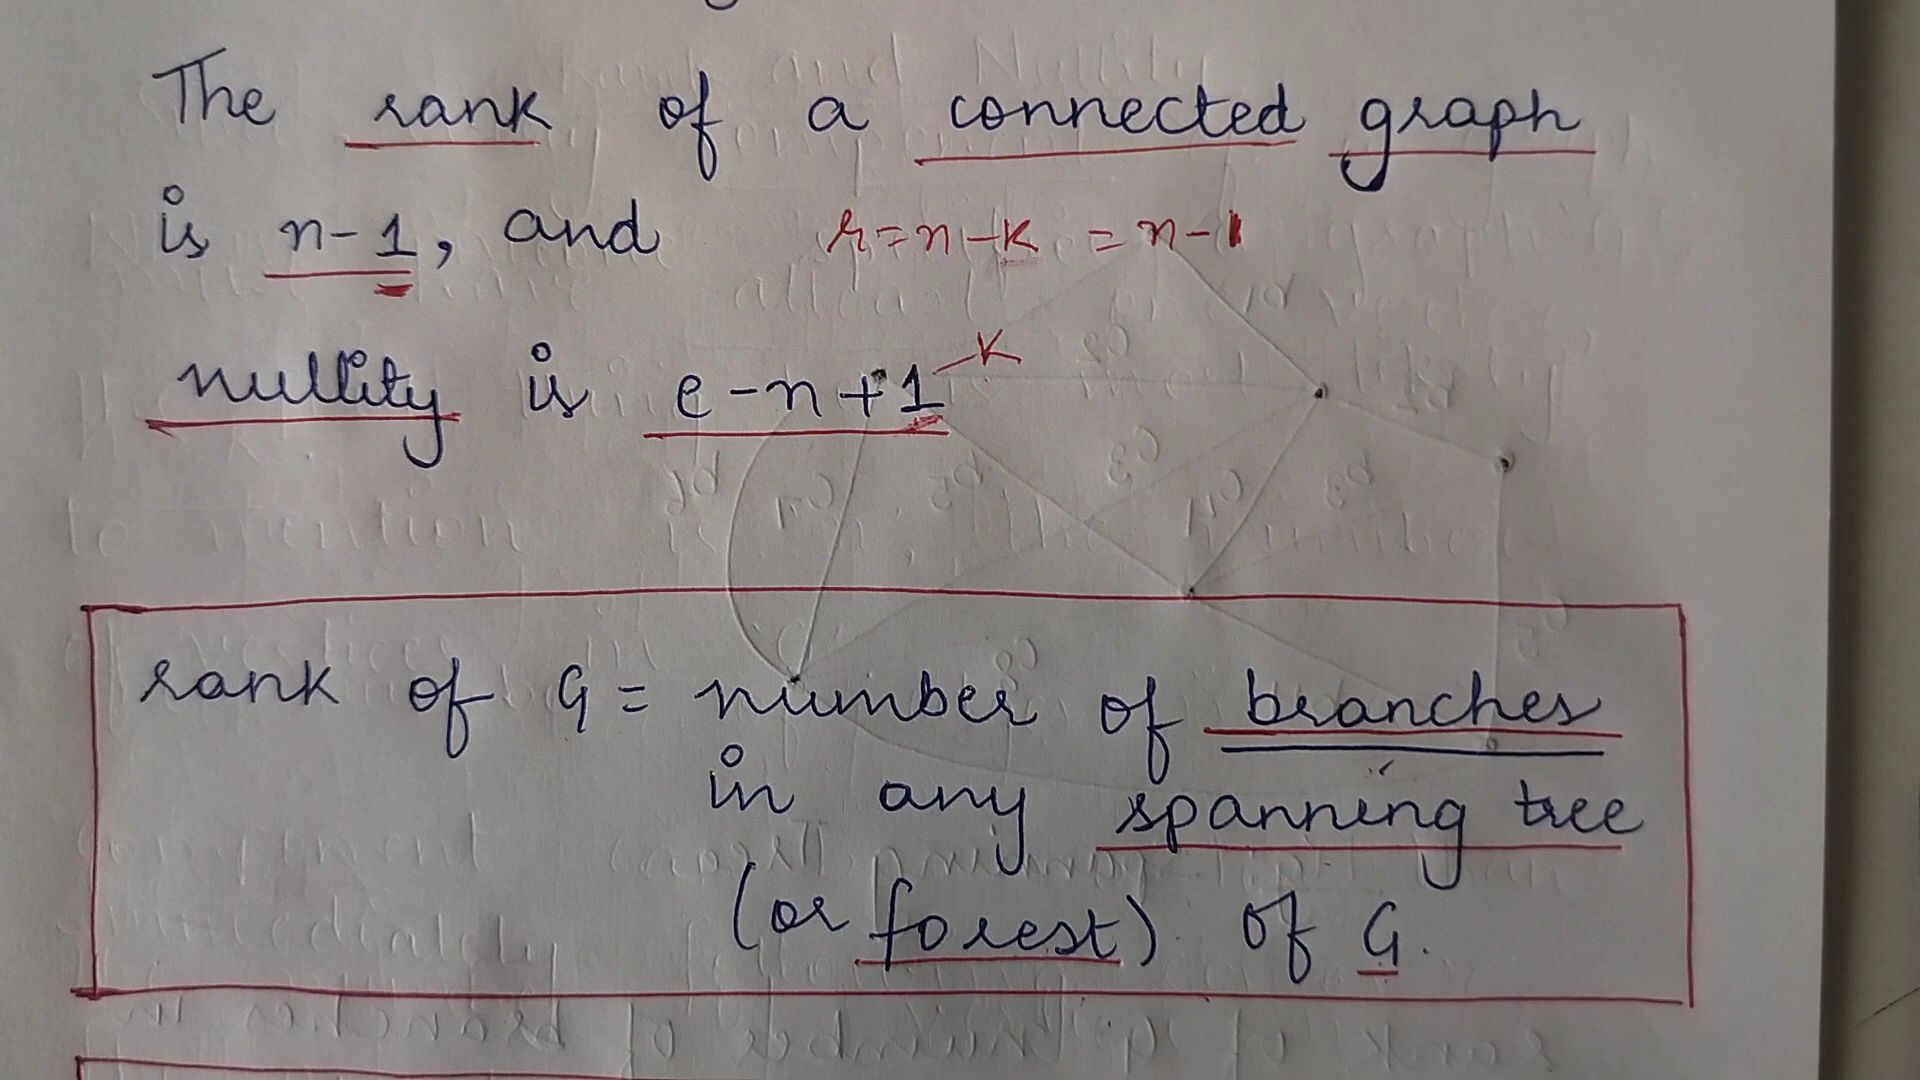 The rank of a connected graph
is n-1, and r=n-k = n-1
nullity is e-n+1 k
rank of G = number of branches
in any spanning tree
(or forest) of G.